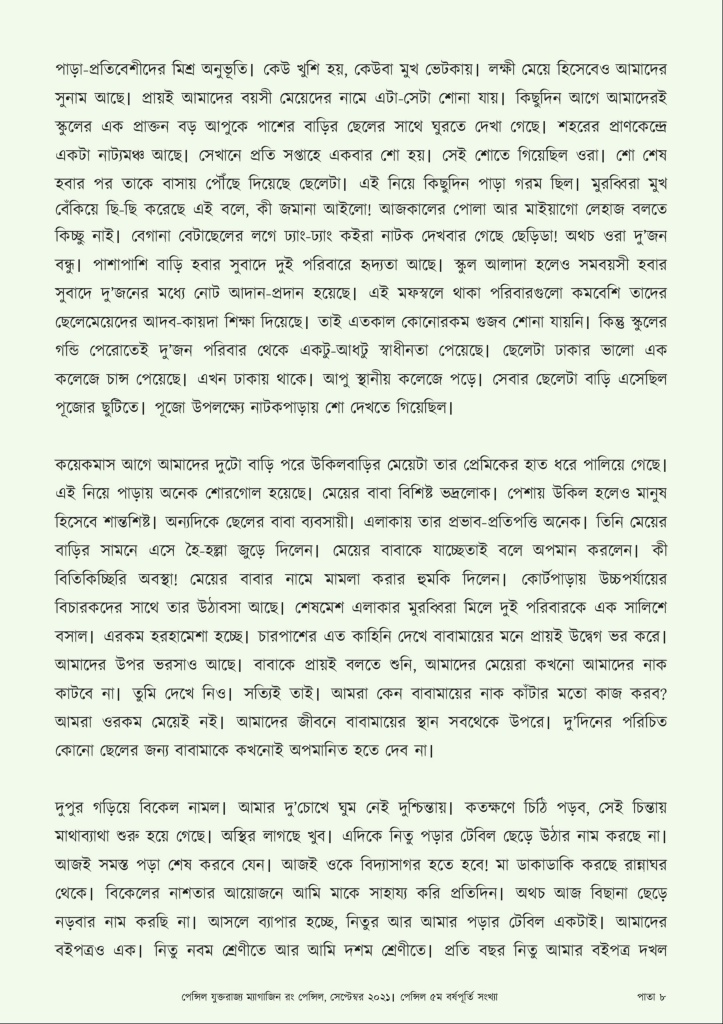 পাড়া-প্রতিবেশীদের মিশ্র অনুভূতি। কেউ খুশি হয়, কেউবা মুখ ভেটকায়। লক্ষী মেয়ে হিসেবেও আমাদের
সুনাম আছে। প্রায়ই আমাদের বয়সী মেয়েদের নামে এটা-সেটা শোনা যায়। কিছুদিন আগে আমাদেরই
স্কুলের এক প্রাক্তন বড় আপুকে পাশের বাড়ির ছেলের সাথে ঘুরতে দেখা গেছে। শহরের প্রাণকেন্দ্রে
একটা নাট্যমঞ্চ আছে। সেখানে প্রতি সপ্তাহে একবার শো হয়। সেই শোতে গিয়েছিল ওরা। শো শেষ
হবার পর তাকে বাসায় পৌঁছে দিয়েছে ছেলেটা। এই নিয়ে কিছুদিন পাড়া গরম ছিল। মুরব্বিরা মুখ
বেঁকিয়ে ছি-ছি করেছে এই বলে, কী জমানা আইলো! আজকালের পোলা আর মাইয়াগো লেহাজ বলতে
কিচ্ছু নাই। বেগানা বেটাছেলের লগে ঢ্যাং-ঢ্যাং কইরা নাটক দেখবার গেছে ছেড়িডা! অথচ ওরা দু’জন
বন্ধু। পাশাপাশি বাড়ি হবার সুবাদে দুই পরিবারে হৃদ্যতা আছে। স্কুল আলাদা হলেও সমবয়সী হবার
সুবাদে দু’জনের মধ্যে নোট আদান-প্রদান হয়েছে। এই মফস্বলে থাকা পরিবারগুলো কমবেশি তাদের
ছেলেমেয়েদের আদব-কায়দা শিক্ষা দিয়েছে। তাই এতকাল কোনোরকম গুজব শোনা যায়নি। কিন্তু স্কুলের
গন্ডি পেরোতেই দু’জন পরিবার থেকে একটু-আধটু স্বাধীনতা পেয়েছে। ছেলেটা ঢাকার ভালো এক
কলেজে চান্স পেয়েছে। এখন ঢাকায় থাকে। আপু স্থানীয় কলেজে পড়ে। সেবার ছেলেটা বাড়ি এসেছিল
পূজোর ছুটিতে। পূজো উপলক্ষ্যে নাটকপাড়ায় শো দেখতে গিয়েছিল।
কয়েকমাস আগে আমাদের দুটো বাড়ি পরে উকিলবাড়ির মেয়েটা তার প্রেমিকের হাত ধরে পালিয়ে গেছে।
এই নিয়ে পাড়ায় অনেক শোরগোল হয়েছে। মেয়ের বাবা বিশিষ্ট ভদ্রলোক। পেশায় উকিল হলেও মানুষ
হিসেবে শান্তশিষ্ট। অন্যদিকে ছেলের বাবা ব্যবসায়ী। এলাকায় তার প্রভাব-প্রতিপত্তি অনেক। তিনি মেয়ের
বাড়ির সামনে এসে হৈ-হল্লা জুড়ে দিলেন। মেয়ের বাবাকে যাচ্ছেতাই বলে অপমান করলেন। কী
বিতিকিচ্ছিরি অবস্থা! মেয়ের বাবার নামে মামলা করার হুমকি দিলেন। কোর্টপাড়ায় উচ্চপর্যায়ের
বিচারকদের সাথে তার উঠাবসা আছে। শেষমেশ এলাকার মুরব্বিরা মিলে দুই পরিবারকে এক সালিশে
বসাল। এরকম হরহামেশা হচ্ছে। চারপাশের এত কাহিনি দেখে বাবামায়ের মনে প্রায়ই উদ্বেগ ভর করে।
আমাদের উপর ভরসাও আছে। বাবাকে প্রায়ই বলতে শুনি, আমাদের মেয়েরা কখনো আমাদের নাক
কাটবে না। তুমি দেখে নিও। সত্যিই তাই। আমরা কেন বাবামায়ের নাক কাঁটার মতো কাজ করব?
আমরা ওরকম মেয়েই নই। আমাদের জীবনে বাবামায়ের স্থান সবথেকে উপরে। দু’দিনের পরিচিত
কোনো ছেলের জন্য বাবামাকে কখনোই অপমানিত হতে দেব না।
দুপুর গড়িয়ে বিকেল নামল। আমার দু’চোখে ঘুম নেই দুশ্চিন্তায়। কতক্ষণে চিঠি পড়ব, সেই চিন্তায়
মাথাব্যাথা শুরু হয়ে গেছে। অস্থির লাগছে খুব। এদিকে নিতু পড়ার টেবিল ছেড়ে উঠার নাম করছে না।
আজই সমস্ত পড়া শেষ করবে যেন। আজই ওকে বিদ্যাসাগর হতে হবে! মা ডাকাডাকি করছে রান্নাঘর
থেকে। বিকেলের নাশতার আয়োজনে আমি মাকে সাহায্য করি প্রতিদিন। অথচ আজ বিছানা ছেড়ে
নড়বার নাম করছি না। আসলে ব্যাপার হচ্ছে, নিতুর আর আমার পড়ার টেবিল একটাই। আমাদের
বইপত্রও এক। নিতু নবম শ্রেণীতে আর আমি দশম শ্রেণীতে। প্রতি বছর নিতু আমার বইপত্র দখল
পেন্সিল যুক্তরাজ্য ম্যাগাজিন রং পেন্সিল, সেপ্টেম্বর ২০২১। পেন্সিল ৫ম বর্ষপূর্তি সংখ্যা
পাতা ৮